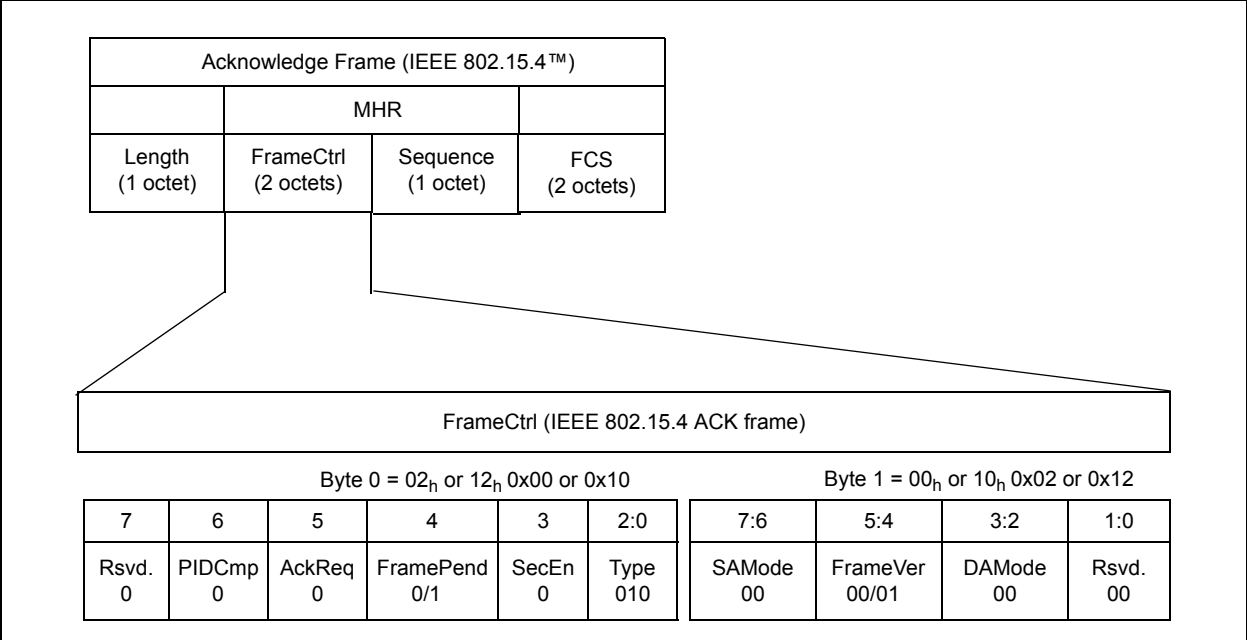 Acknowledge Frame (IEEE 802.15.4™)
MHR
Length
(1 octet)
FrameCtrl
(2 octets)
Sequence
(1 octet)
FCS
(2 octets)
FrameCtrl (IEEE 802.15.4 ACK frame)
Byte 0 = 02h or 12h 0x00 or 0x10
7 6 5 4 3 2:0
Rsvd. PIDCmp AckReq FramePend SecEn Type
0 0 0 0/1 0 010
Byte 1 = 00h or 10h 0x02 or 0x12
7:6 5:4 3:2 1:0
SAMode FrameVer DAMode Rsvd.
00 00/01 00 00